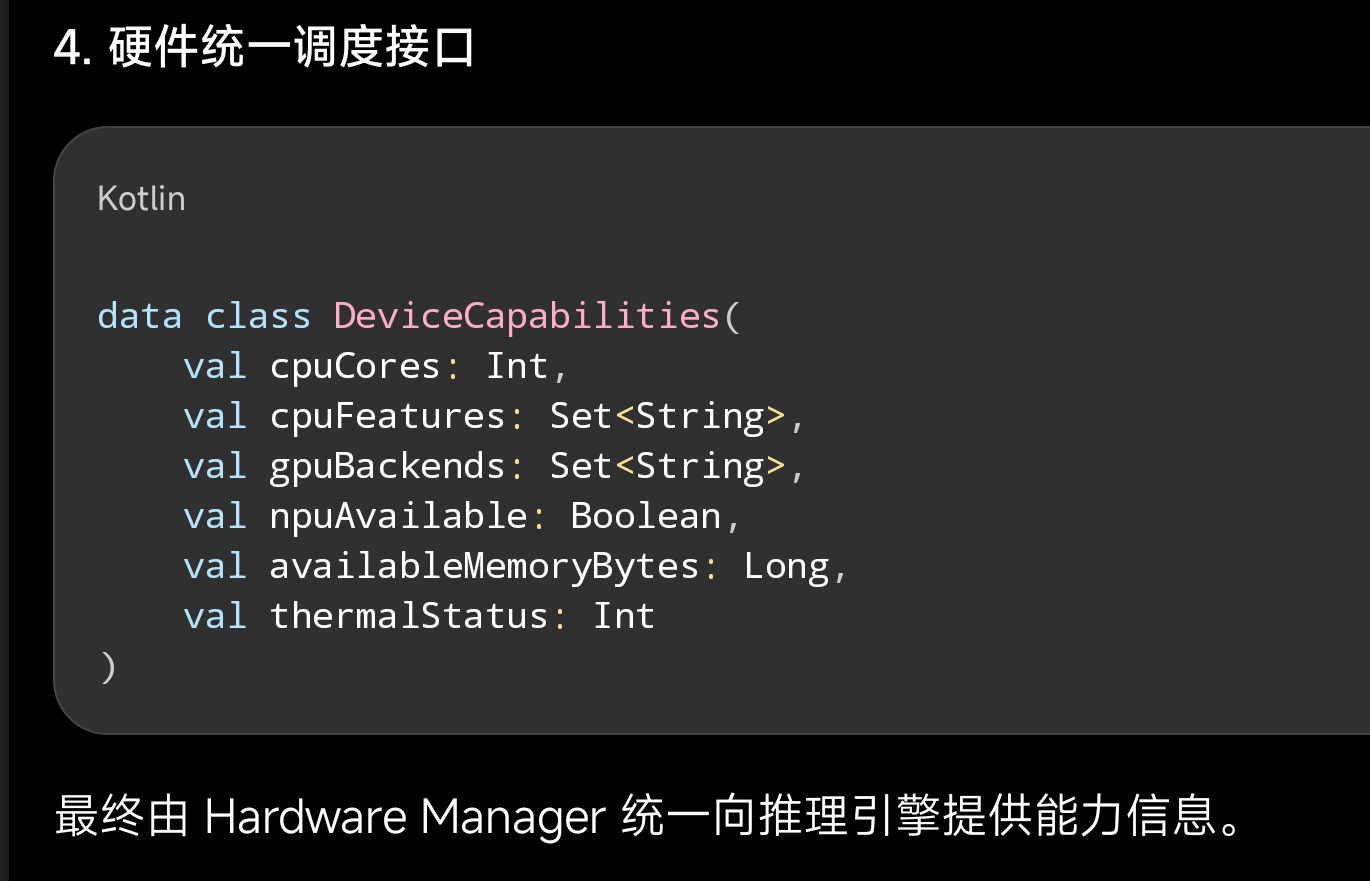 4. 硬件统一调度接口
Kotlin
data class DeviceCapabilities(
    val cpuCores: Int,
    val cpuFeatures: Set<String>,
    val gpuBackends: Set<String>,
    val npuAvailable: Boolean,
    val availableMemoryBytes: Long,
    val thermalStatus: Int
)
最终由 Hardware Manager 统一向推理引擎提供能力信息。